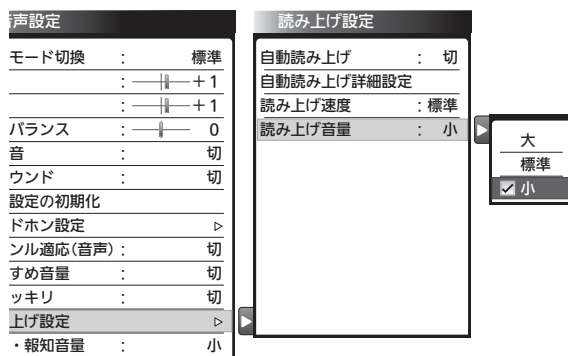 声設定
モード切換 : 標準
: +1
: +1
バランス : 0
音 : 切
ウンド : 切
設定の初期化
ドホン設定
ンル適応(音声) : 切
すめ音量 : 切
ッキリ : 切
上げ設定
・報知音量 : 小
読み上げ設定
自動読み上げ : 切
自動読み上げ詳細設定
読み上げ速度 : 標準
読み上げ音量 : 小
大
標準
小